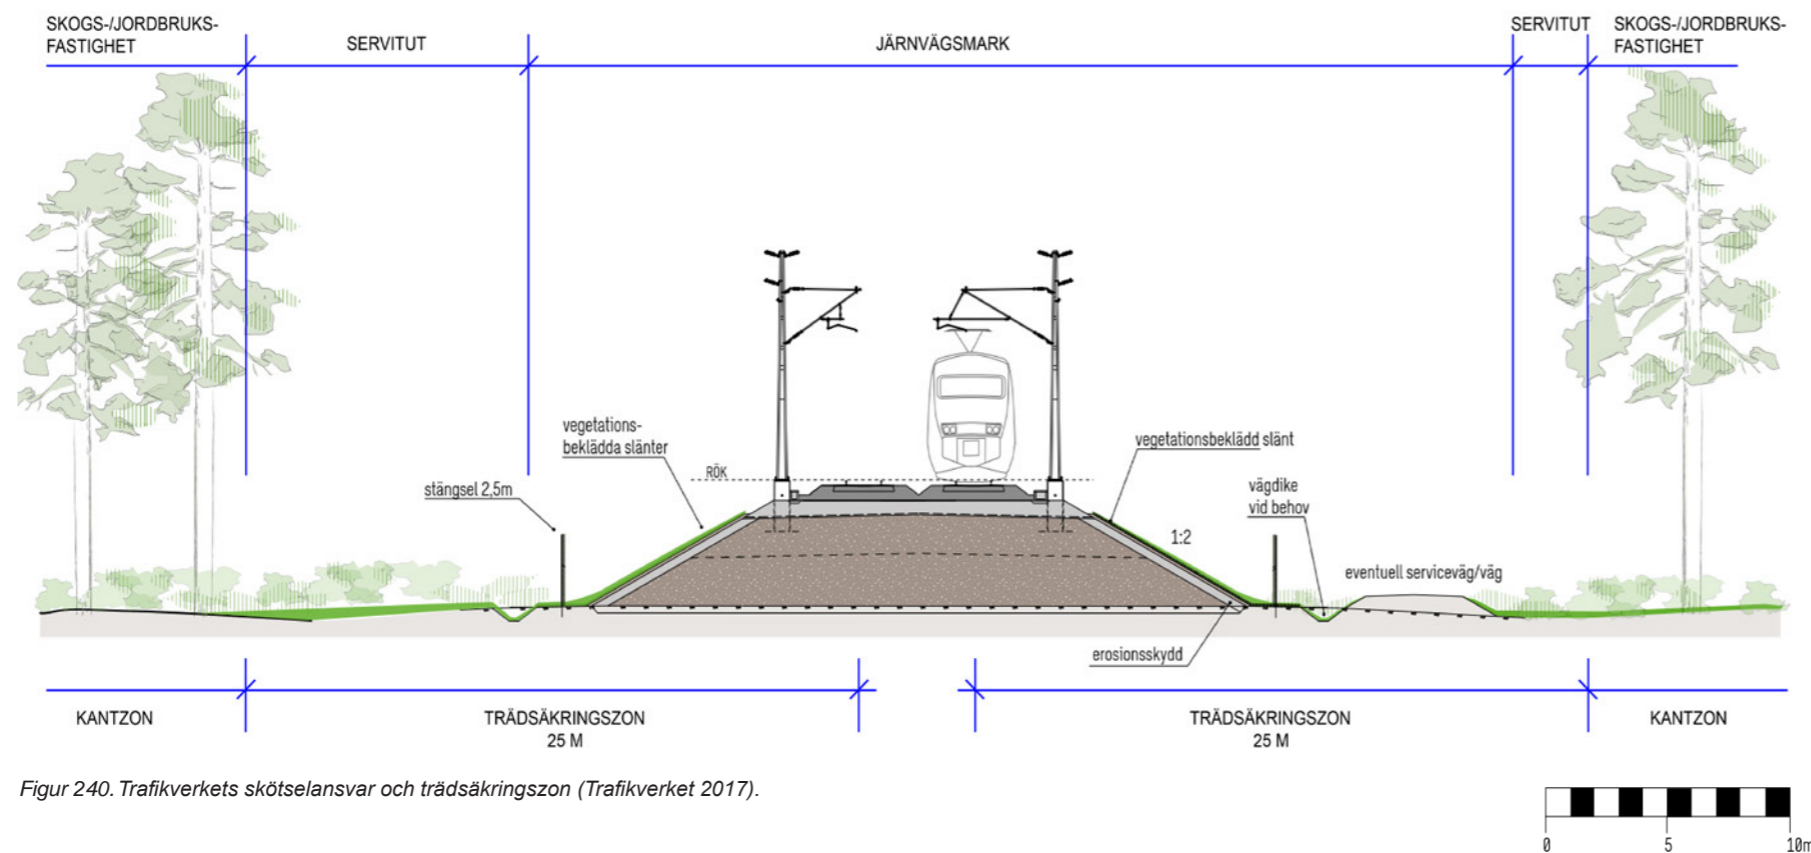 SKOGS-/JORDBRUKS-
FASTIGHET
SERVITUT
JÄRNVÄGSMARK
SERVITUT
SKOGS-/JORDBRUKS-
FASTIGHET
vegetations-
beklädda slänter
stängsel 2,5m
RÖK
vegetationsbeklädd slänt
vägdike
vid behov
1:2
eventuell serviceväg/väg
erosionsskydd
KANTZON
TRÄDSÄKRINGSZON
25 M
TRÄDSÄKRINGSZON
25 M
KANTZON
Figur 240. Trafikverkets skötselansvar och trädsäkringszon (Trafikverket 2017).
0 5 10m